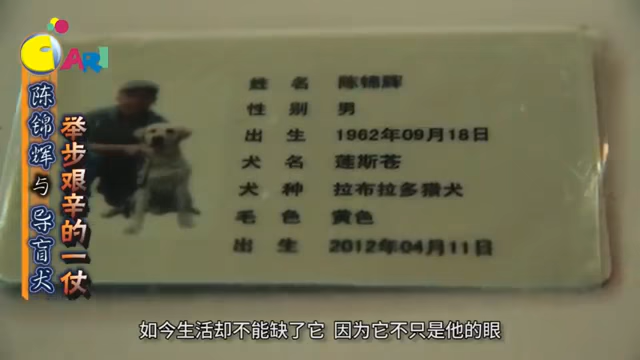 CARI
陈锦辉与导盲犬
举步艰辛的一仗
姓名 陈锦辉
性别 男
出生 1962年09月18日
犬名 莲斯苍
犬种 拉布拉多猎犬
毛色 黄色
出生 2012年04月11日
如今生活却不能缺了它 因为它不只是他的眼